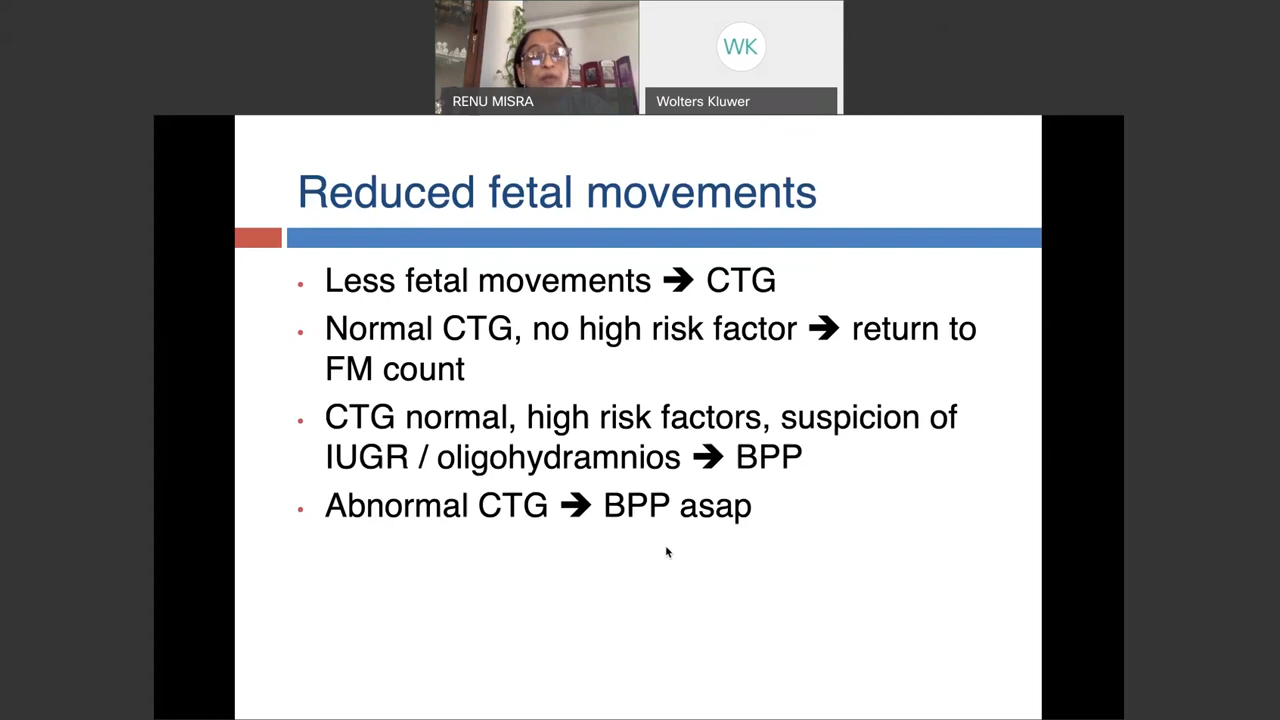 WK
RENU MISRA
Wolters Kluwer
Reduced fetal movements
• Less fetal movements ➔ CTG
• Normal CTG, no high risk factor ➔ return to
FM count
• CTG normal, high risk factors, suspicion of
IUGR / oligohydramnios ➔ BPP
• Abnormal CTG ➔ BPP asap